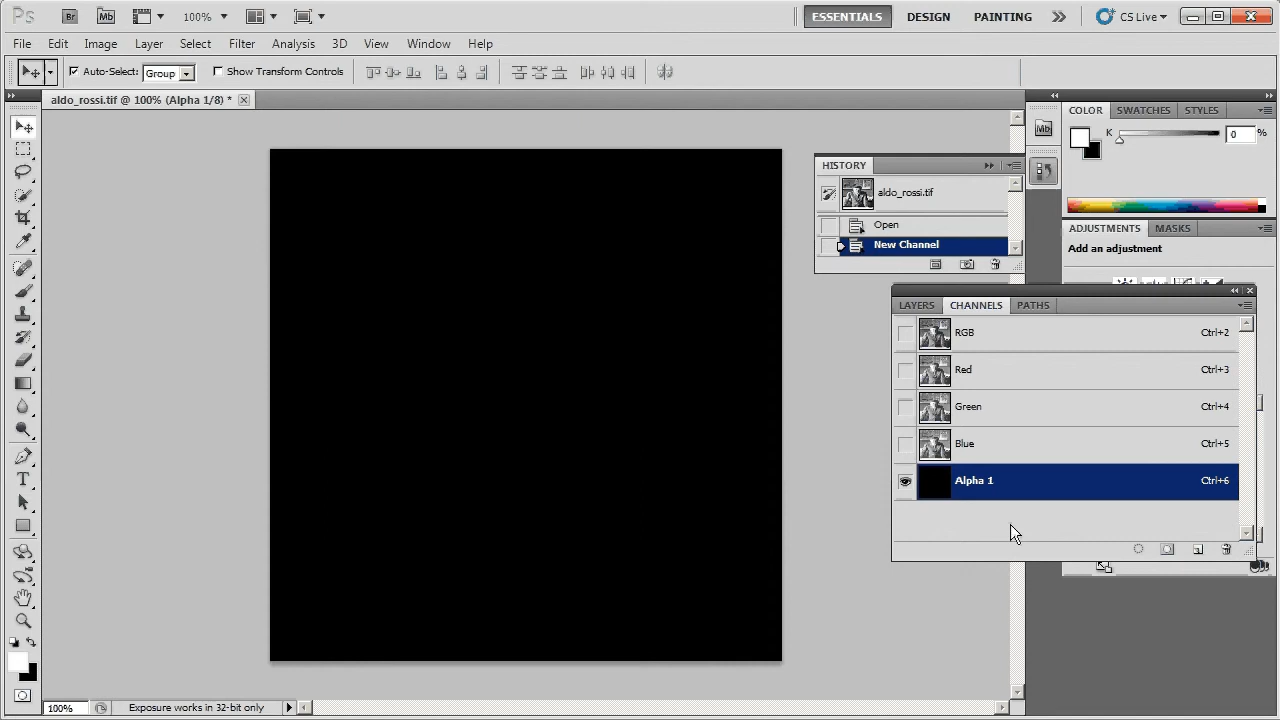 Ps Br Mb 100% ESSENTIALS DESIGN PAINTING CS Live
File Edit Image Layer Select Filter Analysis 3D View Window Help
Auto-Select: Group Show Transform Controls
aldo_rossi.tif @ 100% (Alpha 1/8) *
Mb
COLOR SWATCHES STYLES
K 0 %
HISTORY
aldo_rossi.tif
Open
New Channel
ADJUSTMENTS MASKS
Add an adjustment
LAYERS CHANNELS PATHS
RGB Ctrl+2
Red Ctrl+3
Green Ctrl+4
Blue Ctrl+5
Alpha 1 Ctrl+6
T
100% Exposure works in 32-bit only